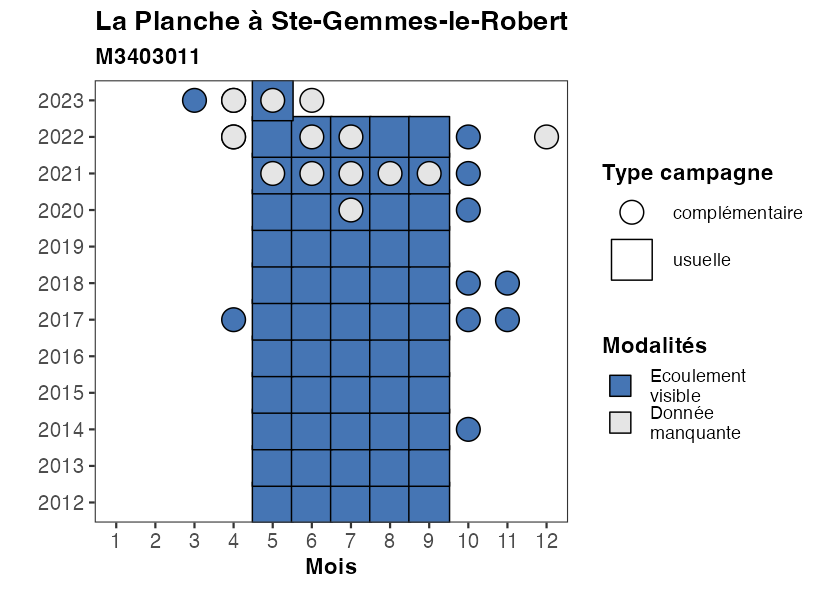 La Planche à Ste-Gemmes-le-Robert
M3403011
2023
2022
2021
2020
2019
2018
2017
2016
2015
2014
2013
2012
1 2 3 4 5 6 7 8 9 10 11 12
Mois
Type campagne
complémentaire
usuelle
Modalités
Ecoulement
visible
Donnée
manquante